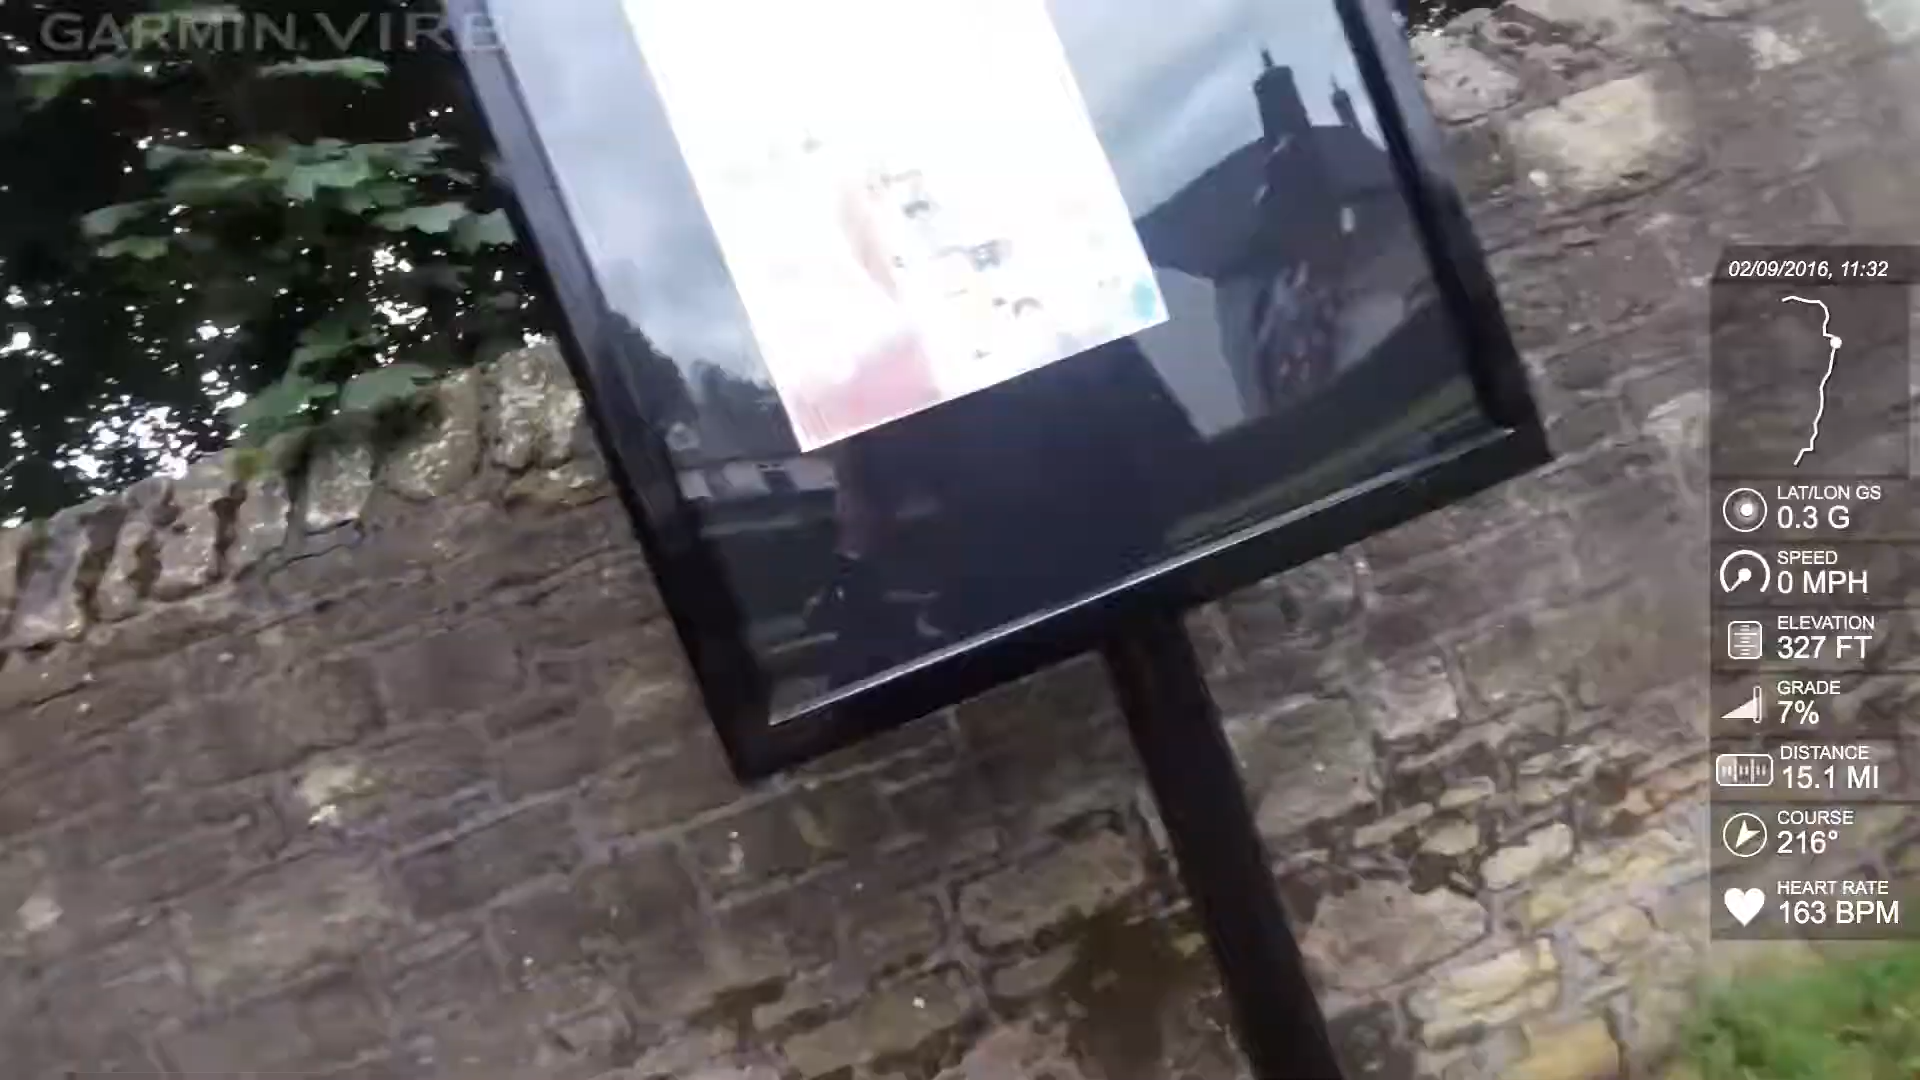 GARMIN VIRB
02/09/2016, 11:32
LAT/LON GS
0.3 G
SPEED
0 MPH
ELEVATION
327 FT
GRADE
7%
DISTANCE
15.1 MI
COURSE
216°
HEART RATE
163 BPM